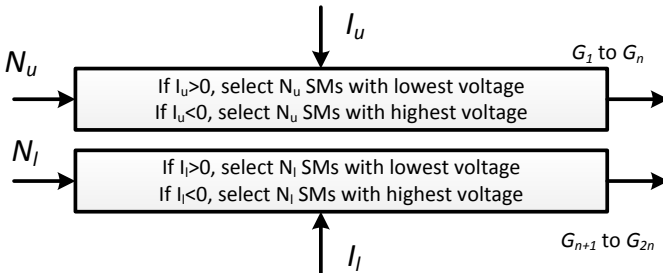 I_u
G_1 to G_n
N_u
If I_u>0, select N_u SMs with lowest voltage
If I_u<0, select N_u SMs with highest voltage
N_l
If I_l>0, select N_l SMs with lowest voltage
If I_l<0, select N_l SMs with highest voltage
G_{n+1} to G_{2n}
I_l